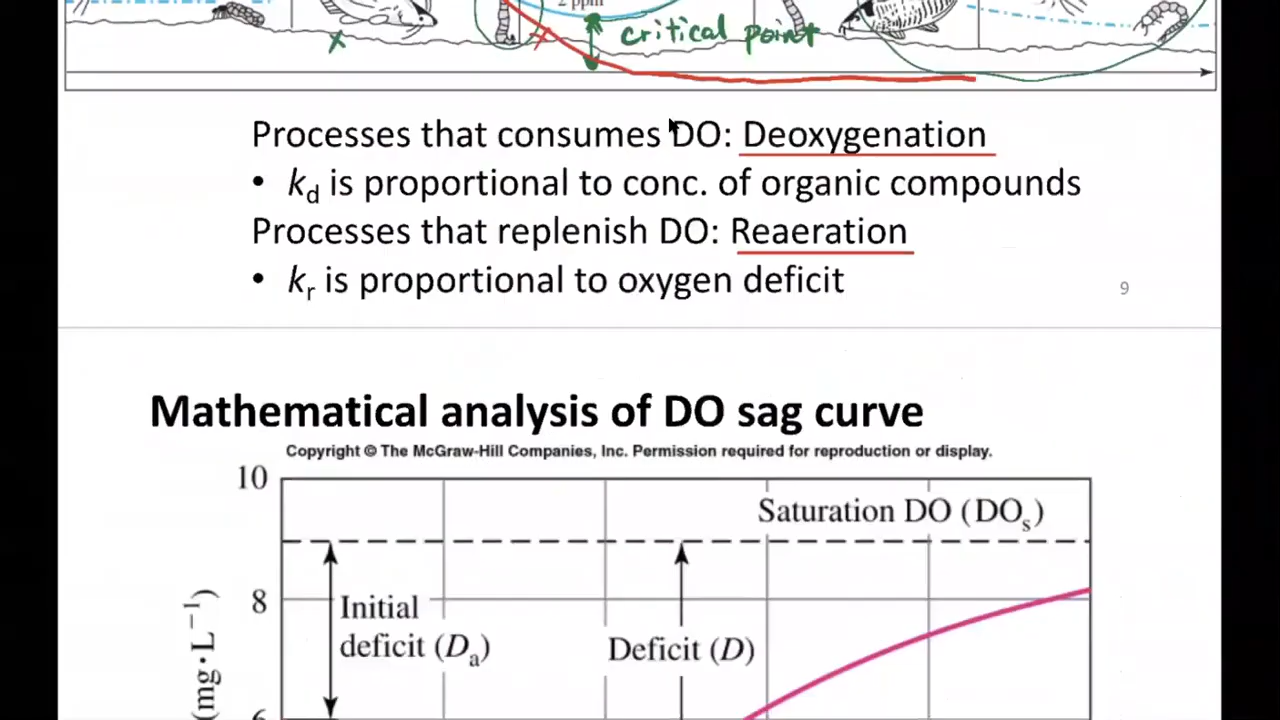 2 ppm
critical point
Processes that consumes DO: Deoxygenation
• kd is proportional to conc. of organic compounds
Processes that replenish DO: Reaeration
• kr is proportional to oxygen deficit
9
Mathematical analysis of DO sag curve
Copyright © The McGraw-Hill Companies, Inc. Permission required for reproduction or display.
10
Saturation DO (DOs)
8
Initial
deficit (Da)
Deficit (D)
(mg·L⁻¹)
6